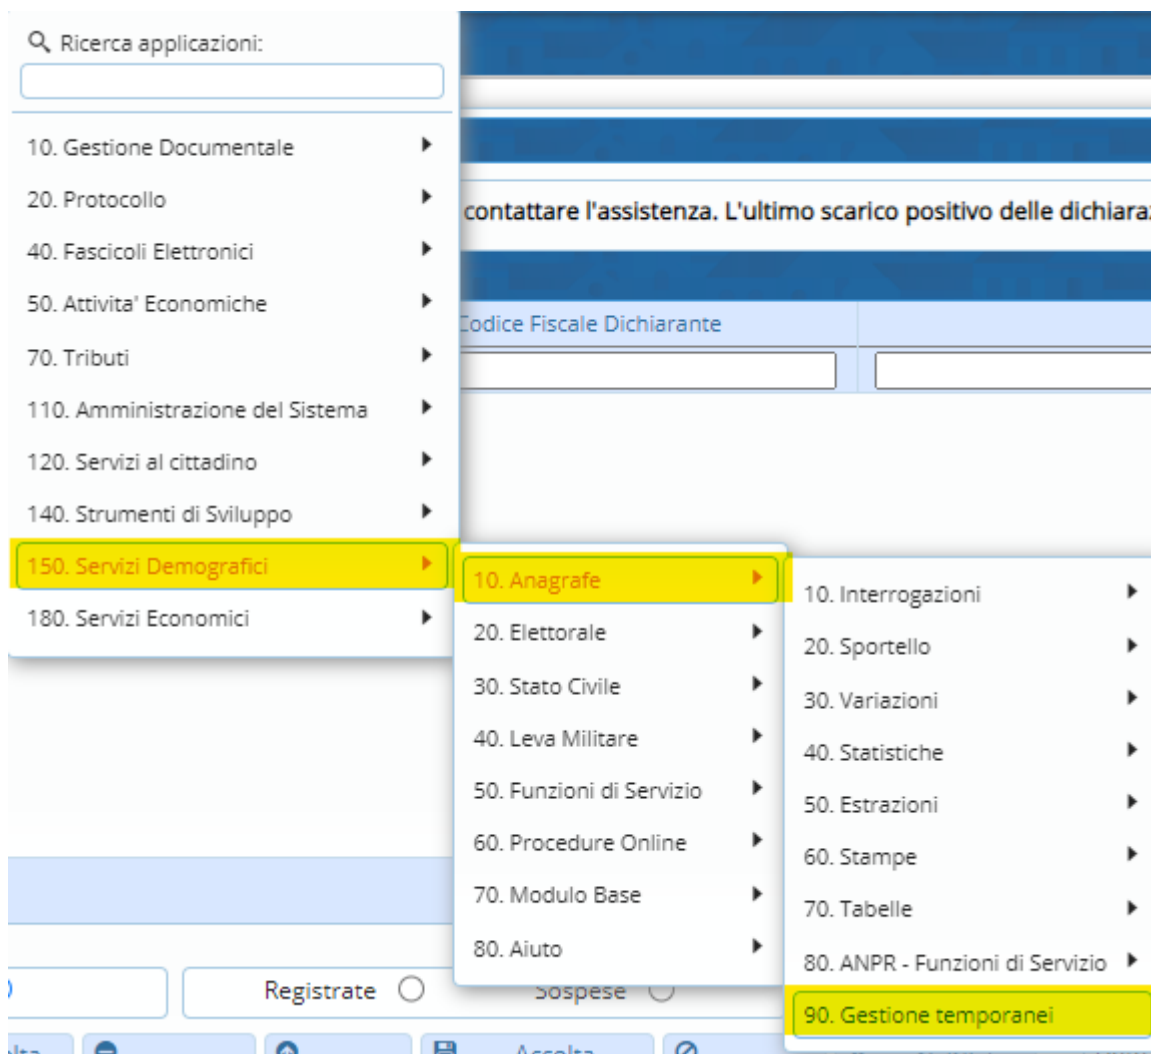 Ricerca applicazioni:
10. Gestione Documentale
20. Protocollo
40. Fascicoli Elettronici
50. Attivita' Economiche
70. Tributi
110. Amministrazione del Sistema
120. Servizi al cittadino
140. Strumenti di Sviluppo
150. Servizi Demografici
180. Servizi Economici
contattare l'assistenza. L'ultimo scarico positivo delle
Codice Fiscale Dichiarante
10. Anagrafe
20. Elettorale
30. Stato Civile
40. Leva Militare
50. Funzioni di Servizio
60. Procedure Online
70. Modulo Base
80. Aiuto
10. Interrogazioni
20. Sportello
30. Variazioni
40. Statistiche
50. Estrazioni
60. Stampe
70. Tabelle
80. ANPR - Funzioni di Servizio
90. Gestione temporanei
Registrate
Sospese
Accolta